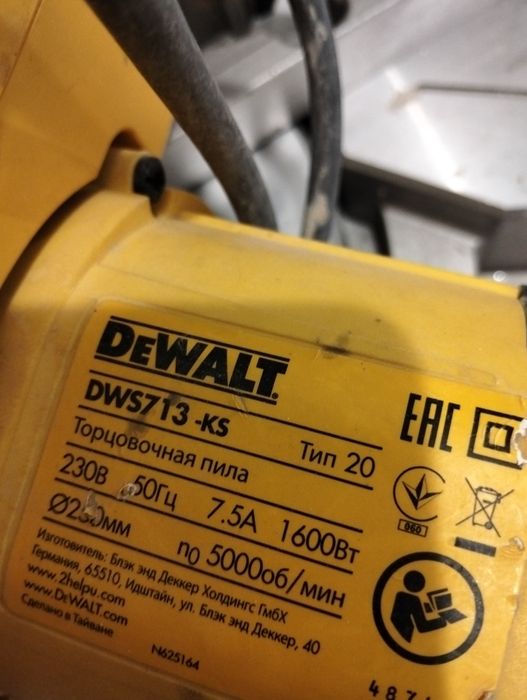 DEWALT
DWS713 -KS Тип 20
Торцовочная пила
230В 50Гц 7.5А 1600Вт
n0 5000об/мин
Изготовитель: Блэк энд Деккер Холдингс ГмбХ
Германия, 65510, Идштайн, ул. Блэк энд Деккер, 40
www.2helpu.com
www.DeWALT.com
Сделано в Тайване
N625164
EAC
060